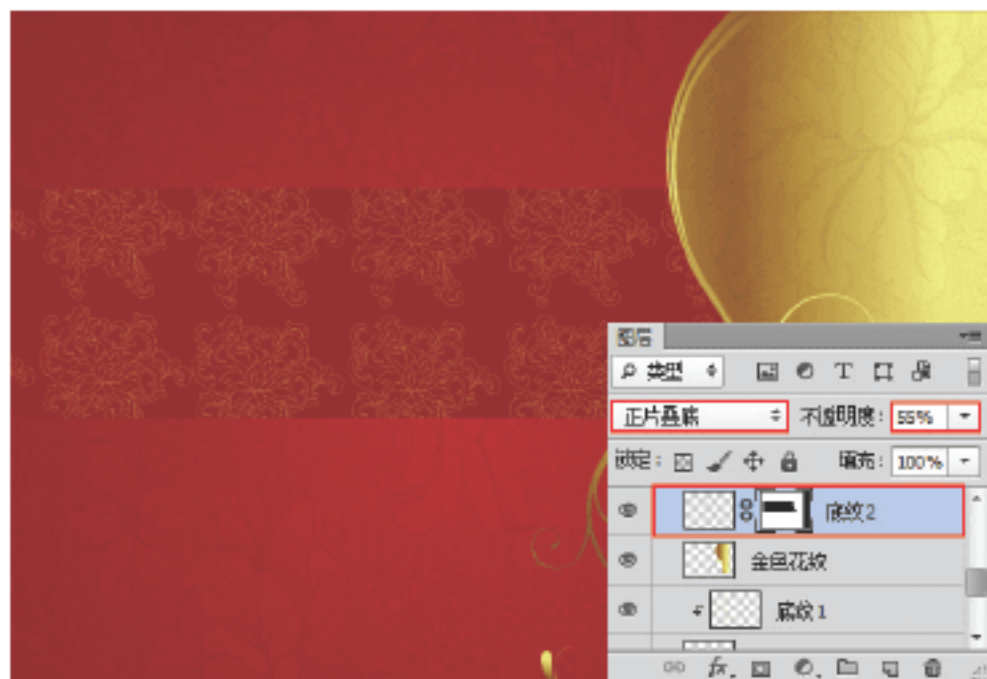 图层
类型
正片叠底 不透明度: 55%
锁定: 填充: 100%
底纹2
金色花纹
底纹1
fx